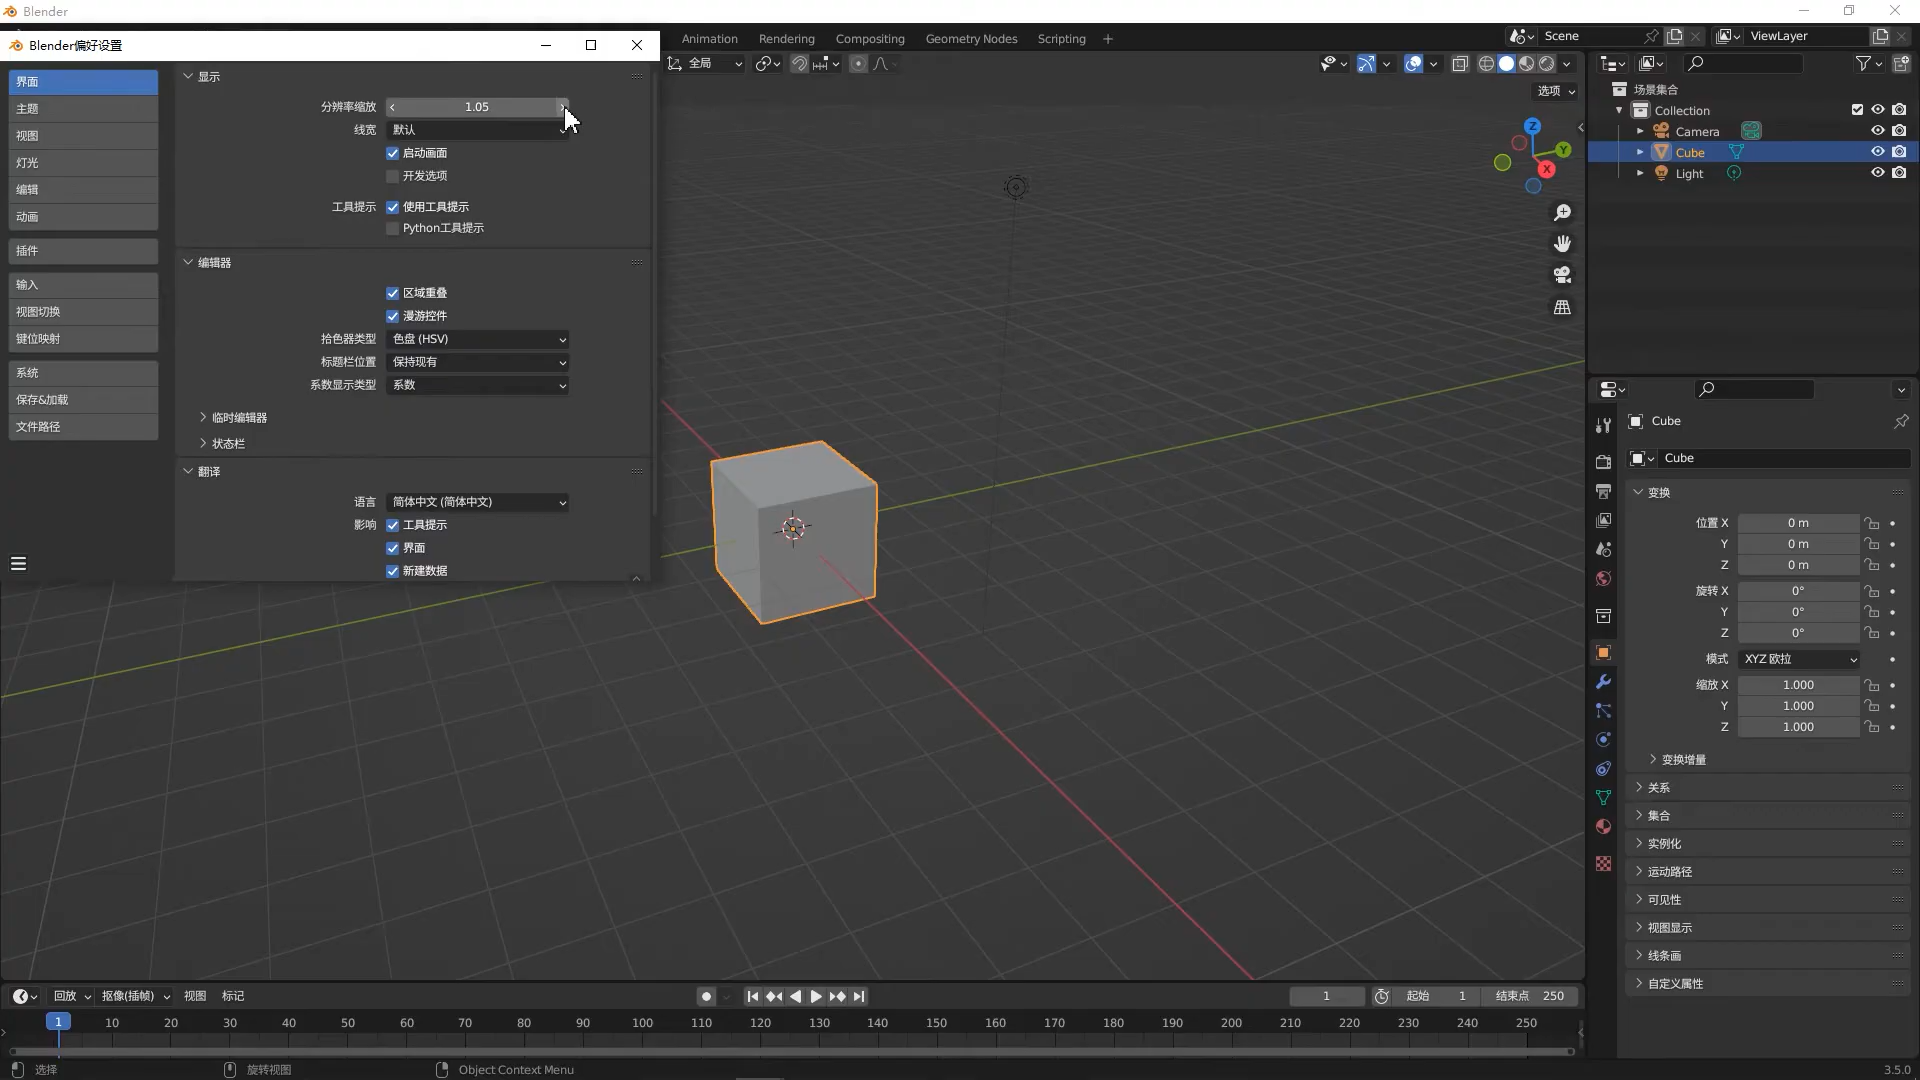 Blender
Blender偏好设置
Animation Rendering Compositing Geometry Nodes Scripting + Scene ViewLayer
全局
选项
界面
主题
视图
灯光
编辑
动画
插件
输入
视图切换
键位映射
系统
保存&加载
文件路径
显示
分辨率缩放 1.05
线宽 默认
启动画面
开发选项
工具提示 使用工具提示
Python工具提示
编辑器
区域重叠
漫游控件
拾色器类型 色盘 (HSV)
标题栏位置 保持现有
系数显示类型 系数
临时编辑器
状态栏
翻译
语言 简体中文 (简体中文)
影响 工具提示
界面
新建数据
Z
Y
X
场景集合
Collection
Camera
Cube
Light
Cube
Cube
变换
位置 X 0 m
Y 0 m
Z 0 m
旋转 X 0°
Y 0°
Z 0°
模式 XYZ 欧拉
缩放 X 1.000
Y 1.000
Z 1.000
变换增量
关系
集合
实例化
运动路径
可见性
视图显示
线条画
自定义属性
回放 抠像(插帧) 视图 标记 1 起始 1 结束点 250
1 10 20 30 40 50 60 70 80 90 100 110 120 130 140 150 160 170 180 190 200 210 220 230 240 250
选择 旋转视图 Object Context Menu 3.5.0